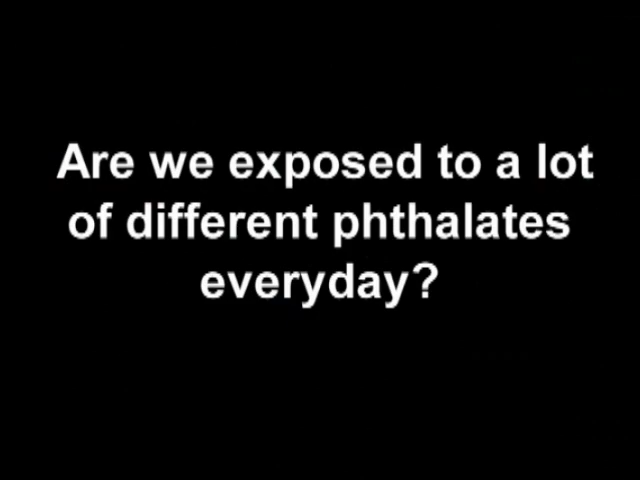 Are we exposed to a lot
of different phthalates
everyday?